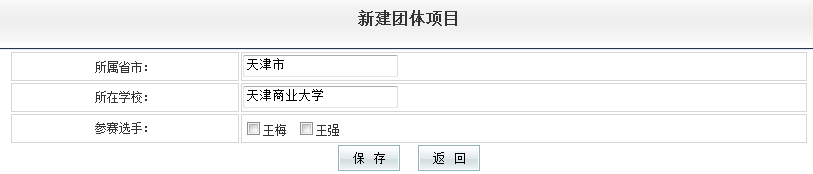 新建团体项目
所属省市： 天津市
所在学校： 天津商业大学
参赛选手： 王梅 王强
保 存 返 回